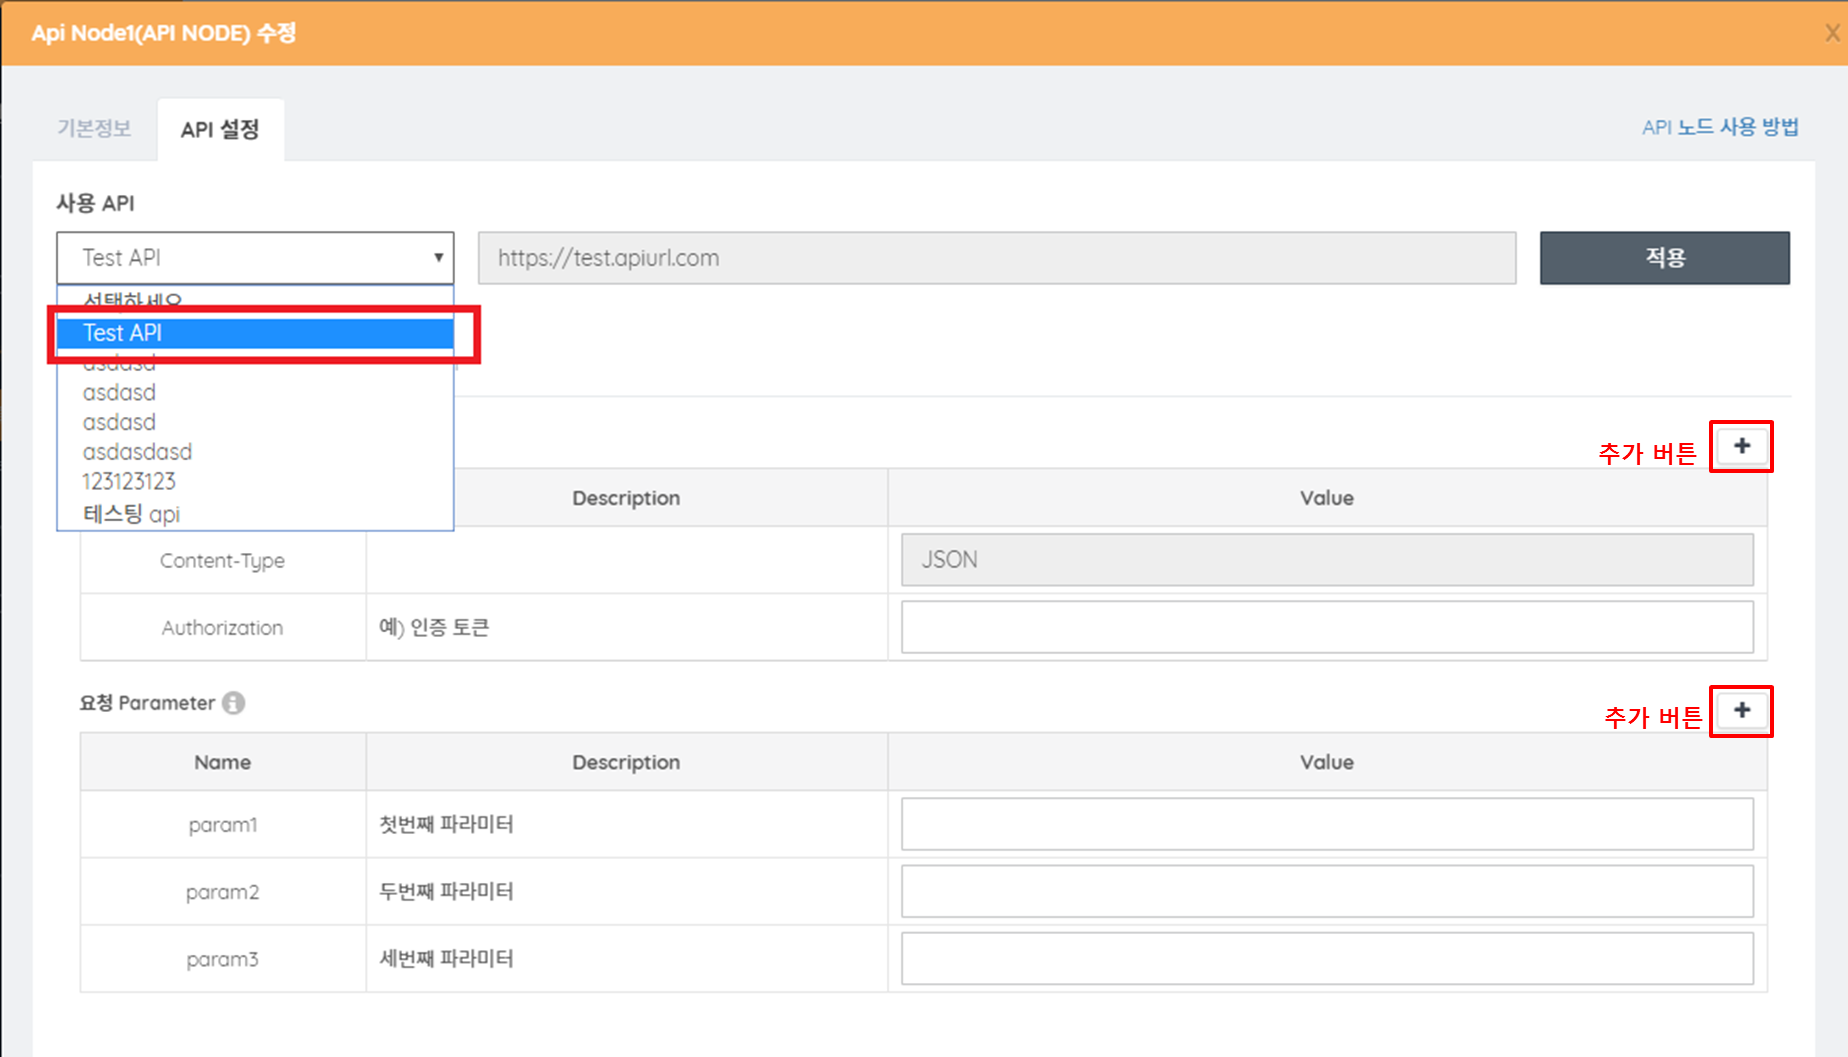 Api Node1(API NODE) 수정
X
기본정보
API 설정
API 노드 사용 방법
사용 API
Test API
https://test.apiurl.com
적용
선택하세요
Test API
asdasd
asdasd
asdasd
asdasdasd
123123123
테스팅 api
추가 버튼 +
Description Value
Content-Type JSON
Authorization 예) 인증 토큰
요청 Parameter
추가 버튼 +
Name Description Value
param1 첫번째 파라미터
param2 두번째 파라미터
param3 세번째 파라미터